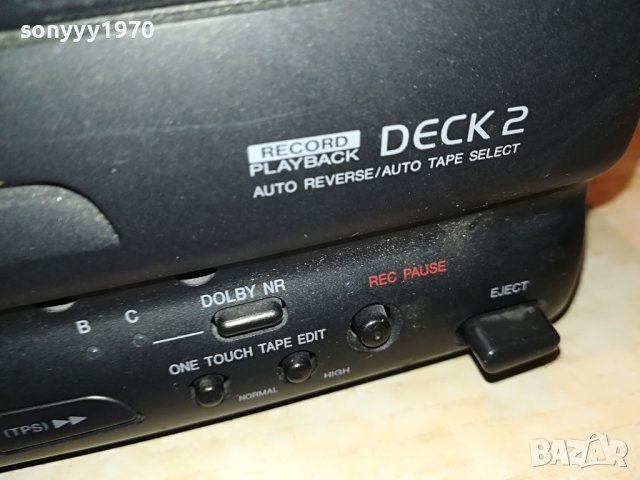 sonyyy1970
RECORD
PLAYBACK
DECK 2
AUTO REVERSE/AUTO TAPE SELECT
DOLBY NR
B C
REC PAUSE
EJECT
ONE TOUCH TAPE EDIT
NORMAL
HIGH
(TPS)
BAZAR